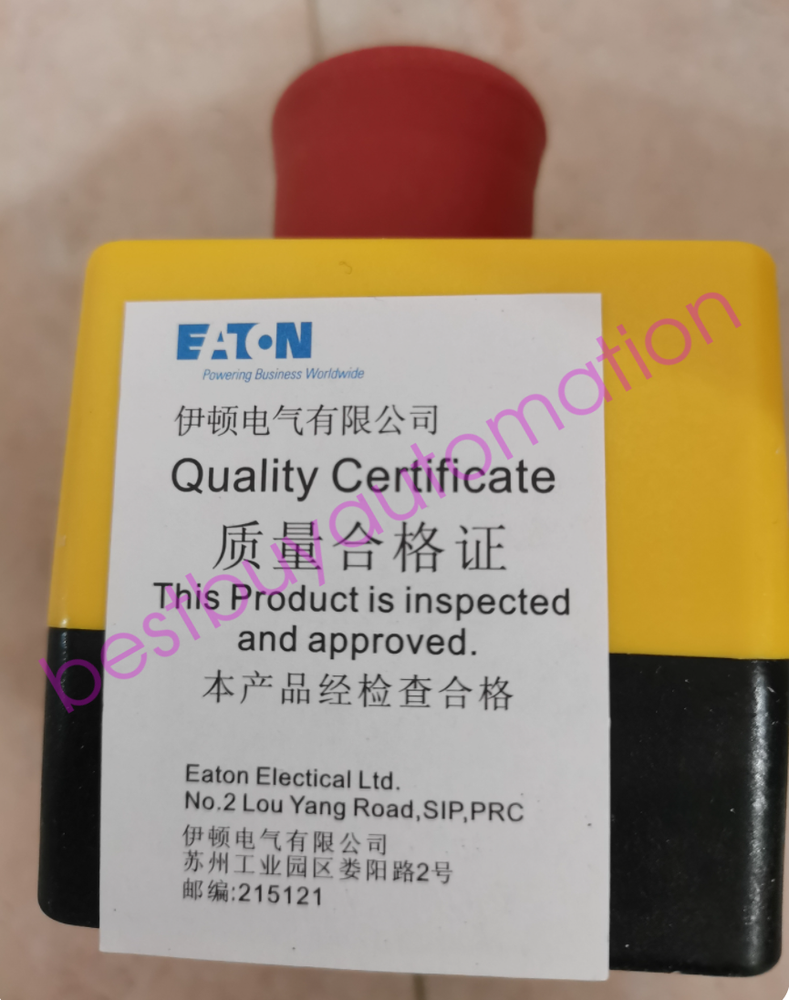 EATON
Powering Business Worldwide
伊顿电气有限公司
Quality Certificate
质量合格证
This Product is inspected
and approved.
本产品经检查合格
Eaton Electical Ltd.
No.2 Lou Yang Road,SIP,PRC
伊顿电气有限公司
苏州工业园区娄阳路2号
邮编:215121
bestbuyautomation